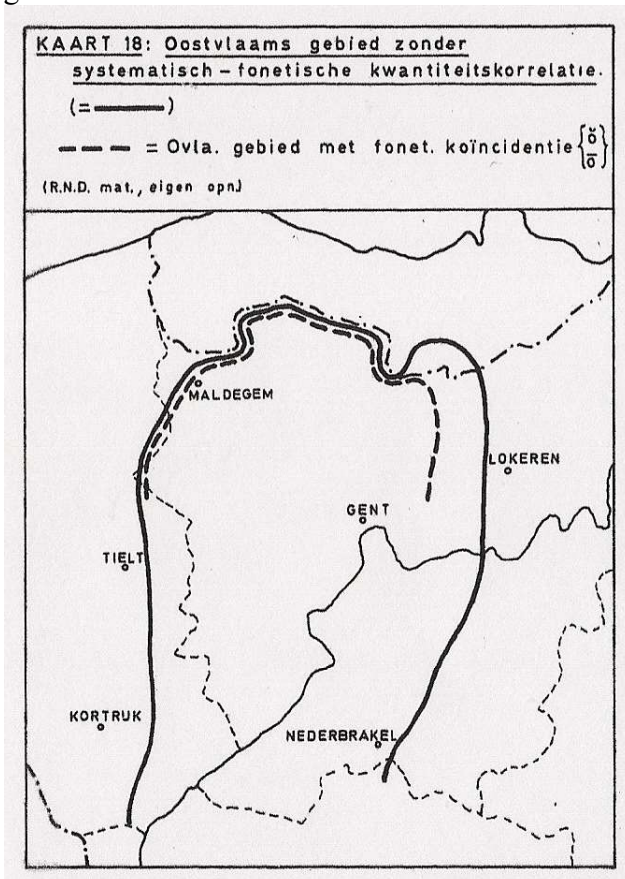 KAART 18: Oostvlaams gebied zonder
systematisch-fonetische kwantiteitskorrelatie.
(= )
= Ovla. gebied met fonet. koïncidentie {ŏ
ō}
(R.N.D. mat., eigen opn.)
MALDEGEM
LOKEREN
GENT
TIELT
KORTRIJK
NEDERBRAKEL